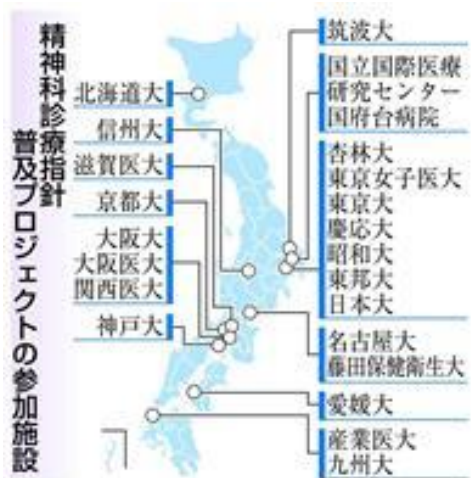 精神科診療指針
普及プロジェクトの参加施設
北海道大
信州大
滋賀医大
京都大
大阪大
大阪医大
関西医大
神戸大
筑波大
国立国際医療
研究センター
国府台病院
杏林大
東京女子医大
東京大
慶応大
昭和大
東邦大
日本大
名古屋大
藤田保健衛生大
愛媛大
産業医大
九州大